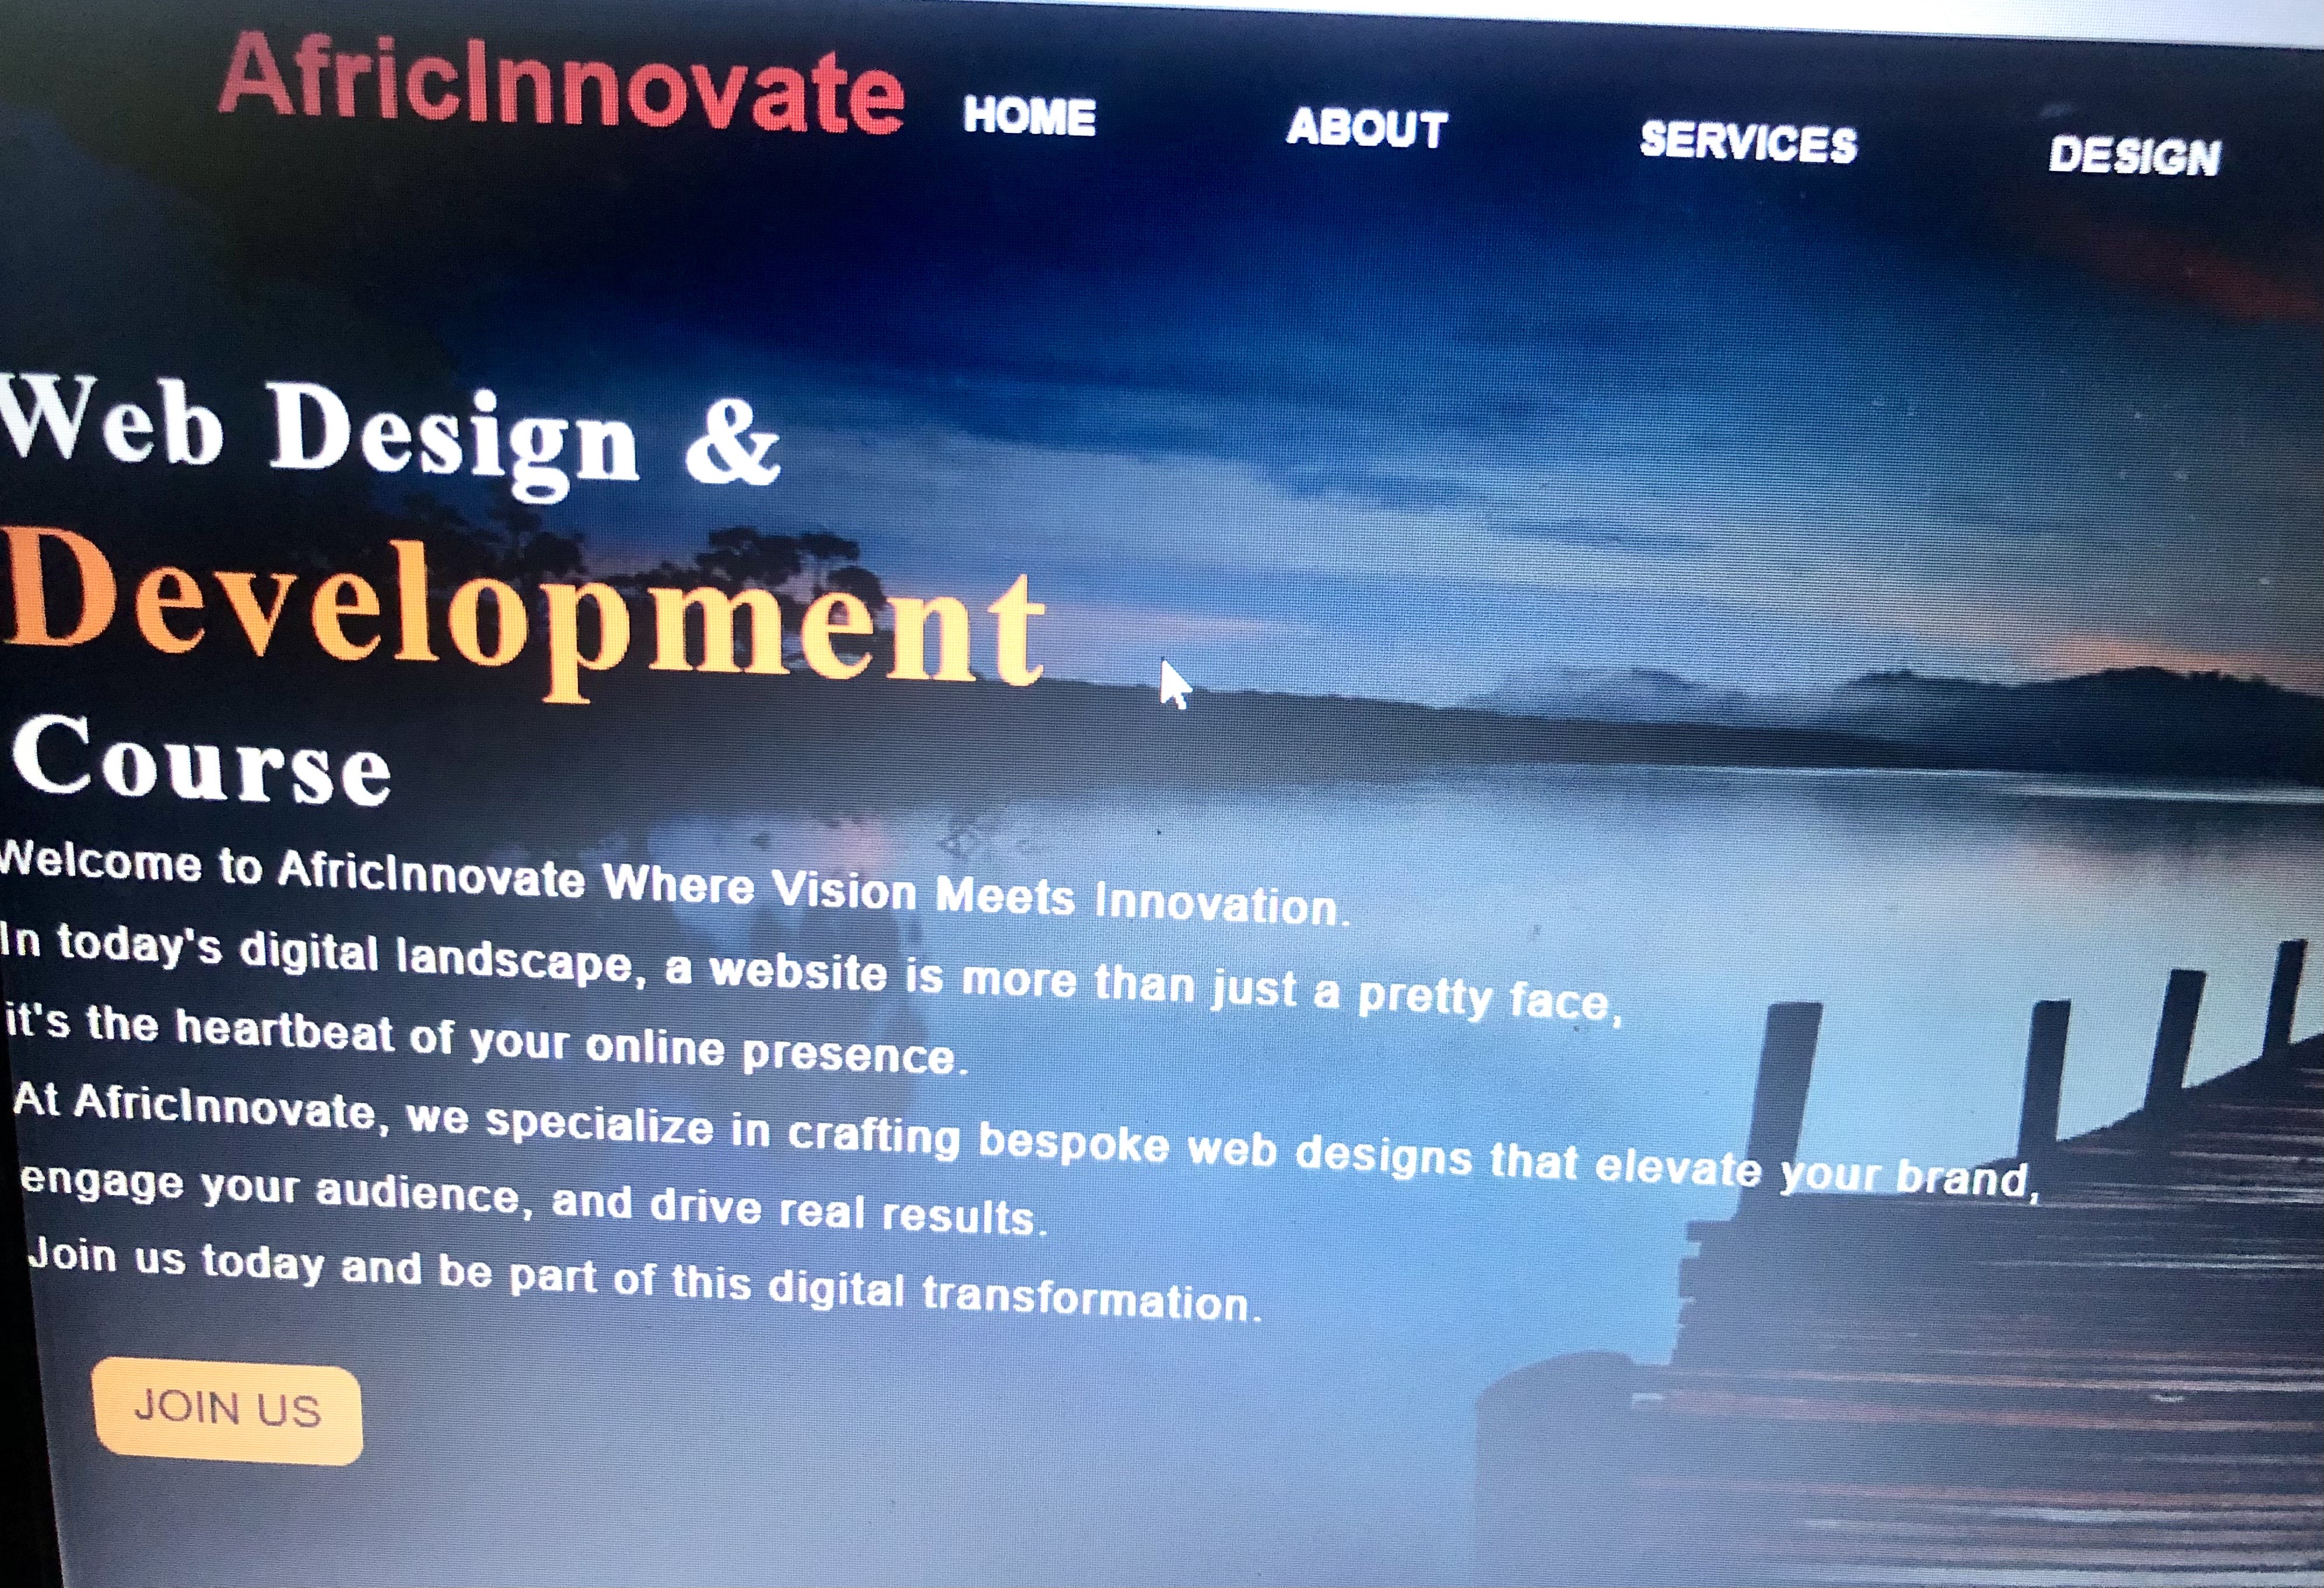 AfricInnovate
HOME ABOUT SERVICES DESIGN
Web Design &
Development
Course
Welcome to AfricInnovate Where Vision Meets Innovation.
In today's digital landscape, a website is more than just a pretty face,
it's the heartbeat of your online presence.
At AfricInnovate, we specialize in crafting bespoke web designs that elevate your brand,
engage your audience, and drive real results.
Join us today and be part of this digital transformation.
JOIN US